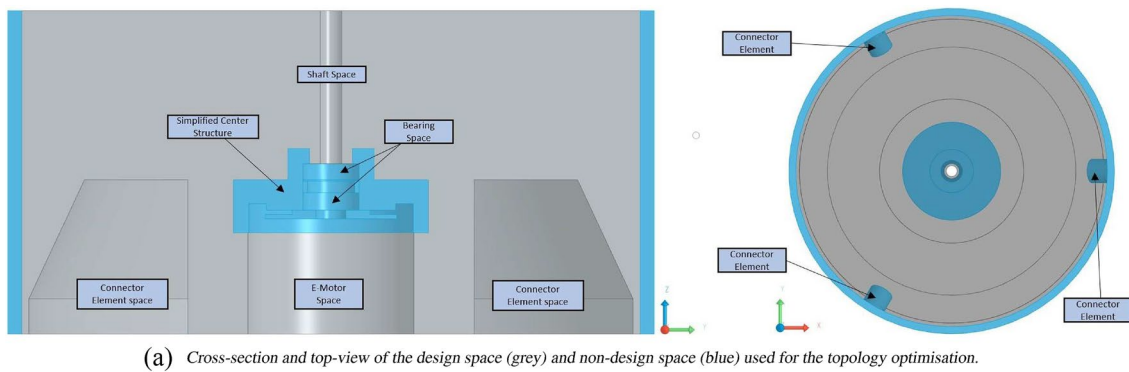 Shaft Space
Simplified Center
Structure
Bearing
Space
Connector
Element space
E-Motor
Space
Connector
Element space
Z
Y
Connector
Element
Connector
Element
Connector
Element
Y
X
(a) Cross-section and top-view of the design space (grey) and non-design space (blue) used for the topology optimisation.